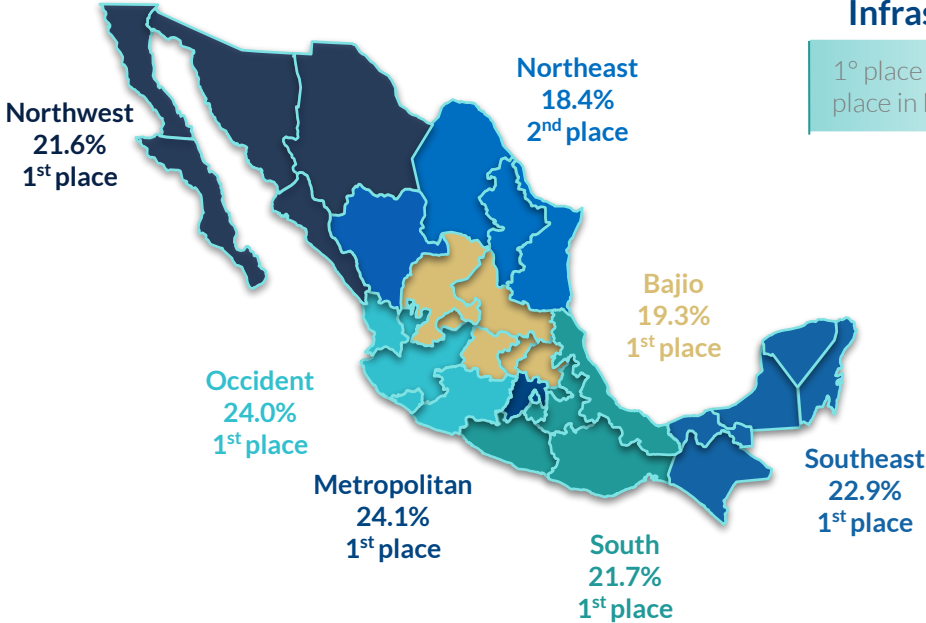 Infras
1° place
place in
Northeast
18.4%
2nd place
Northwest
21.6%
1st place
Bajio
19.3%
1st place
Occident
24.0%
1st place
Metropolitan
24.1%
1st place
Southeast
22.9%
1st place
South
21.7%
1st place